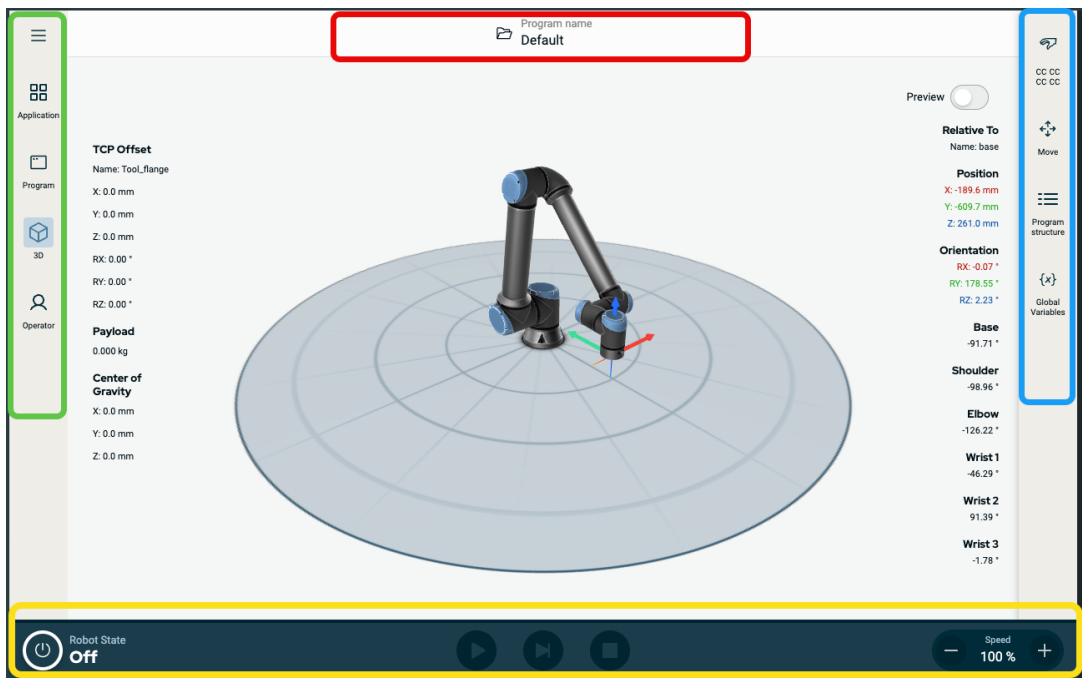 Program name
Default
Application
Program
3D
Operator
TCP Offset
Name: Tool_flange
X: 0.0 mm
Y: 0.0 mm
Z: 0.0 mm
RX: 0.00 °
RY: 0.00 °
RZ: 0.00 °
Payload
0.000 kg
Center of
Gravity
X: 0.0 mm
Y: 0.0 mm
Z: 0.0 mm
Preview
Relative To
Name: base
Position
X: -189.6 mm
Y: -609.7 mm
Z: 261.0 mm
Orientation
RX: -0.07 °
RY: 178.55 °
RZ: 2.23 °
Base
-91.71 °
Shoulder
-98.96 °
Elbow
-126.22 °
Wrist 1
-46.29 °
Wrist 2
91.39 °
Wrist 3
-1.78 °
CC CC
CC CC
Move
Program
structure
{x}
Global
Variables
Robot State
Off
Speed
100 %